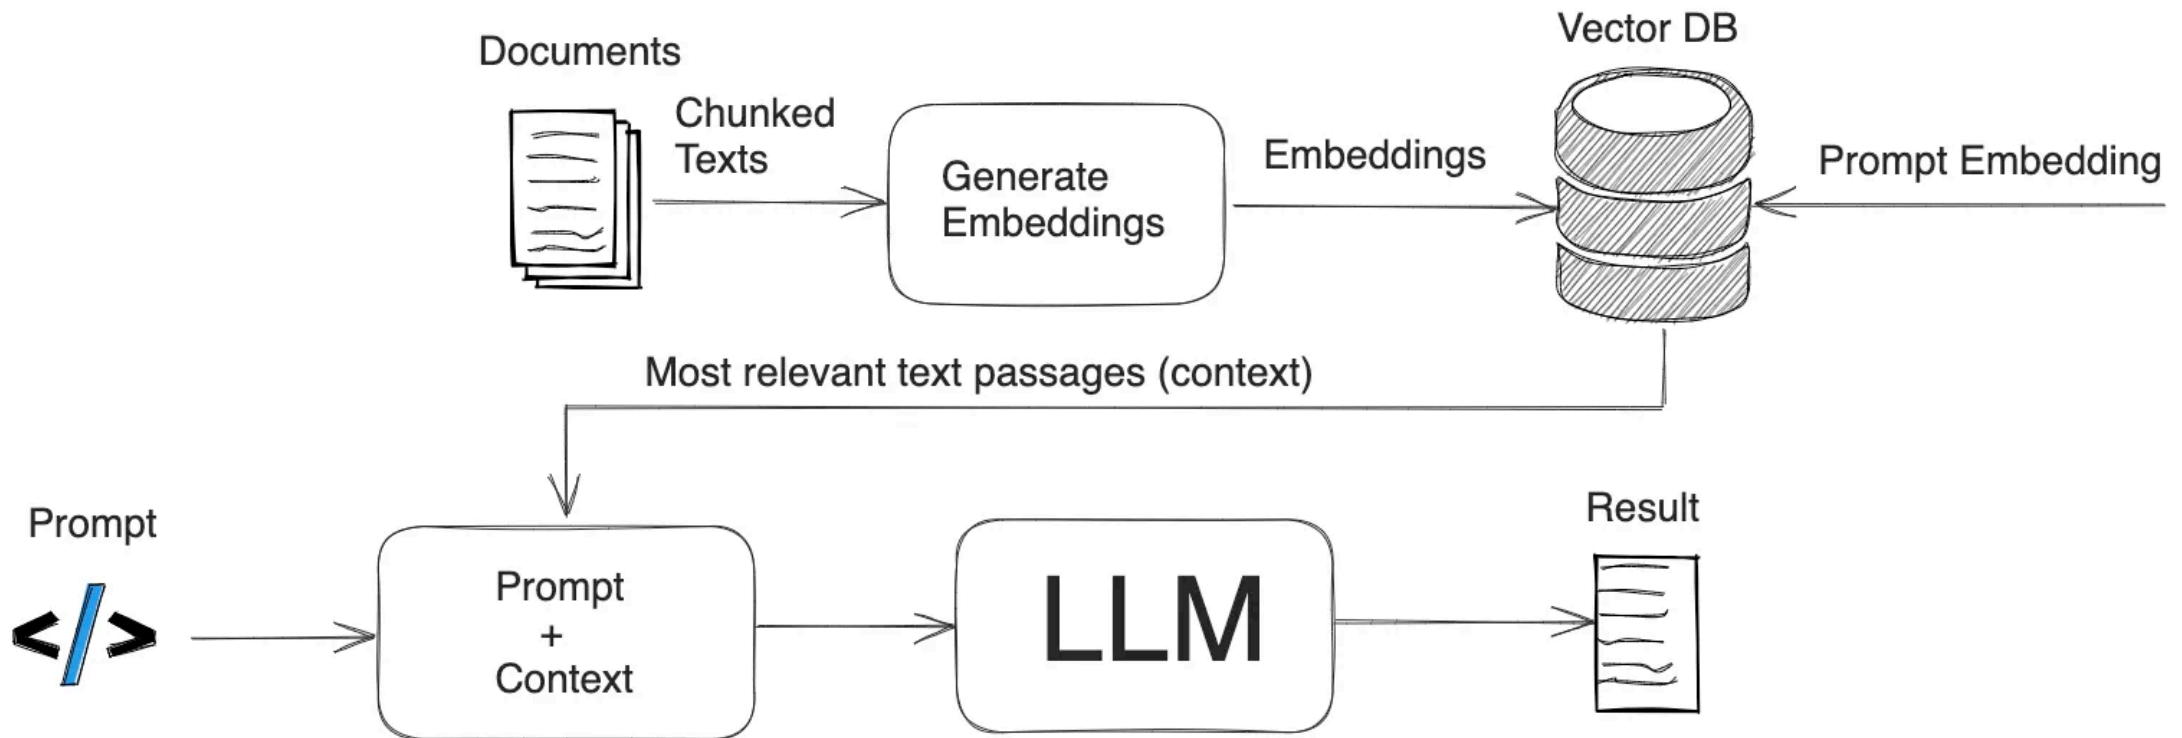 Documents
Chunked
Texts
Generate
Embeddings
Embeddings
Vector DB
Prompt Embedding
Most relevant text passages (context)
Prompt
</>
Prompt
+
Context
LLM
Result